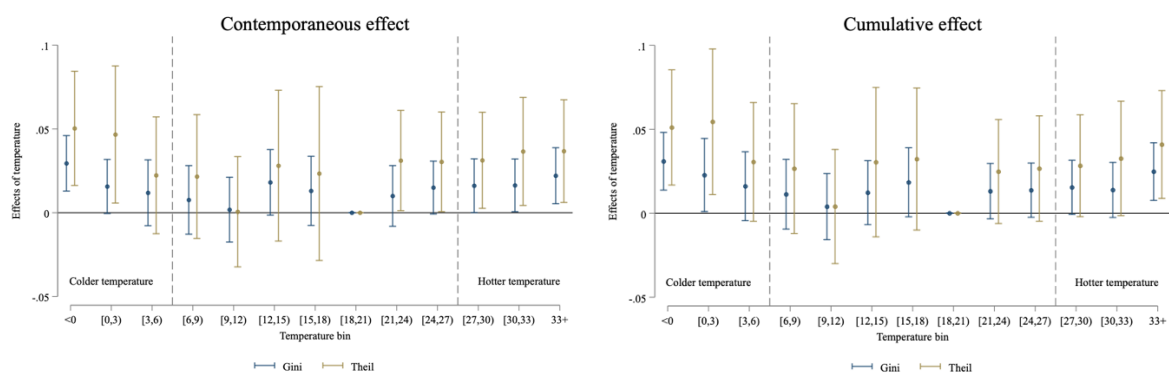 Contemporaneous effect
Effects of temperature
.1
.05
0
-.05
Colder temperature
Hotter temperature
<0 [0,3) [3,6) [6,9) [9,12) [12,15) [15,18) [18,21) [21,24) [24,27) [27,30) [30,33) 33+
Temperature bin
Gini Theil
Cumulative effect
Effects of temperature
.1
.05
0
-.05
Colder temperature
Hotter temperature
<0 [0,3) [3,6) [6,9) [9,12) [12,15) [15,18) [18,21) [21,24) [24,27) [27,30) [30,33) 33+
Temperature bin
Gini Theil